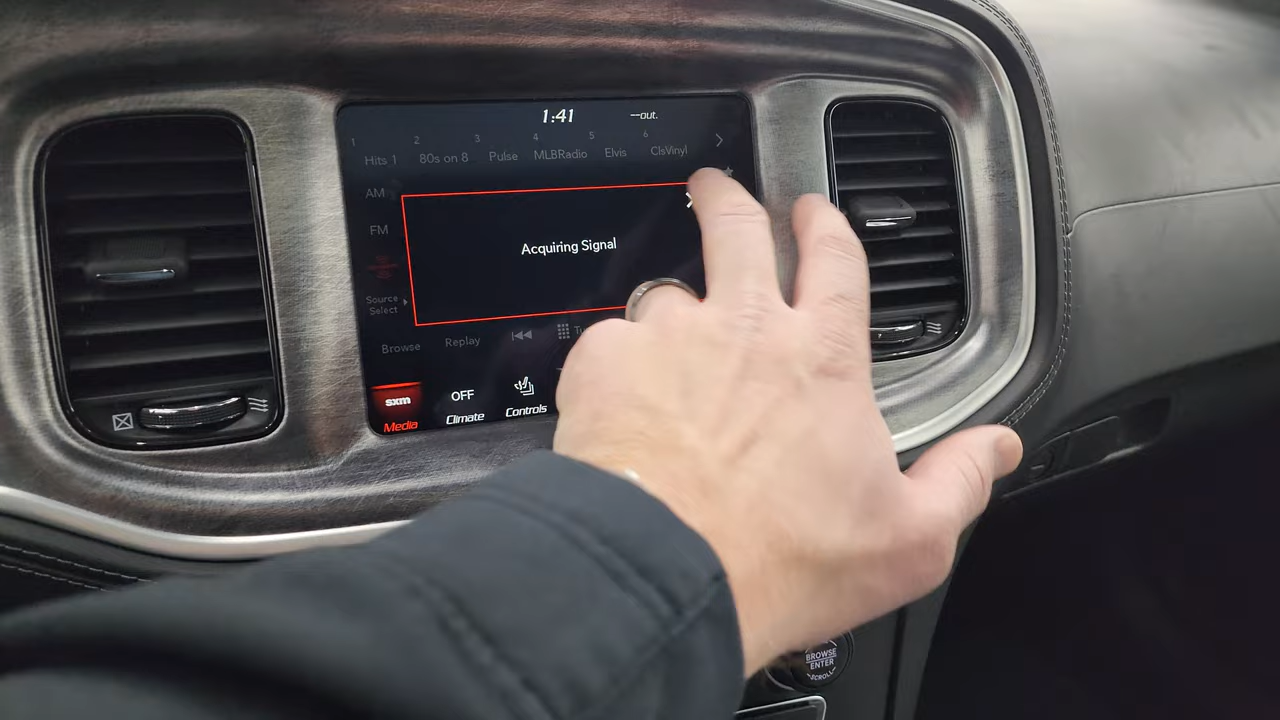 1:41 --out.
1 2 3 4 5 6
Hits 1 80s on 8 Pulse MLBRadio Elvis ClsVinyl
AM
FM
Acquiring Signal
Source
Select
Browse Replay
sxm OFF
Media Climate Controls
BROWSE
ENTER
SCROLL